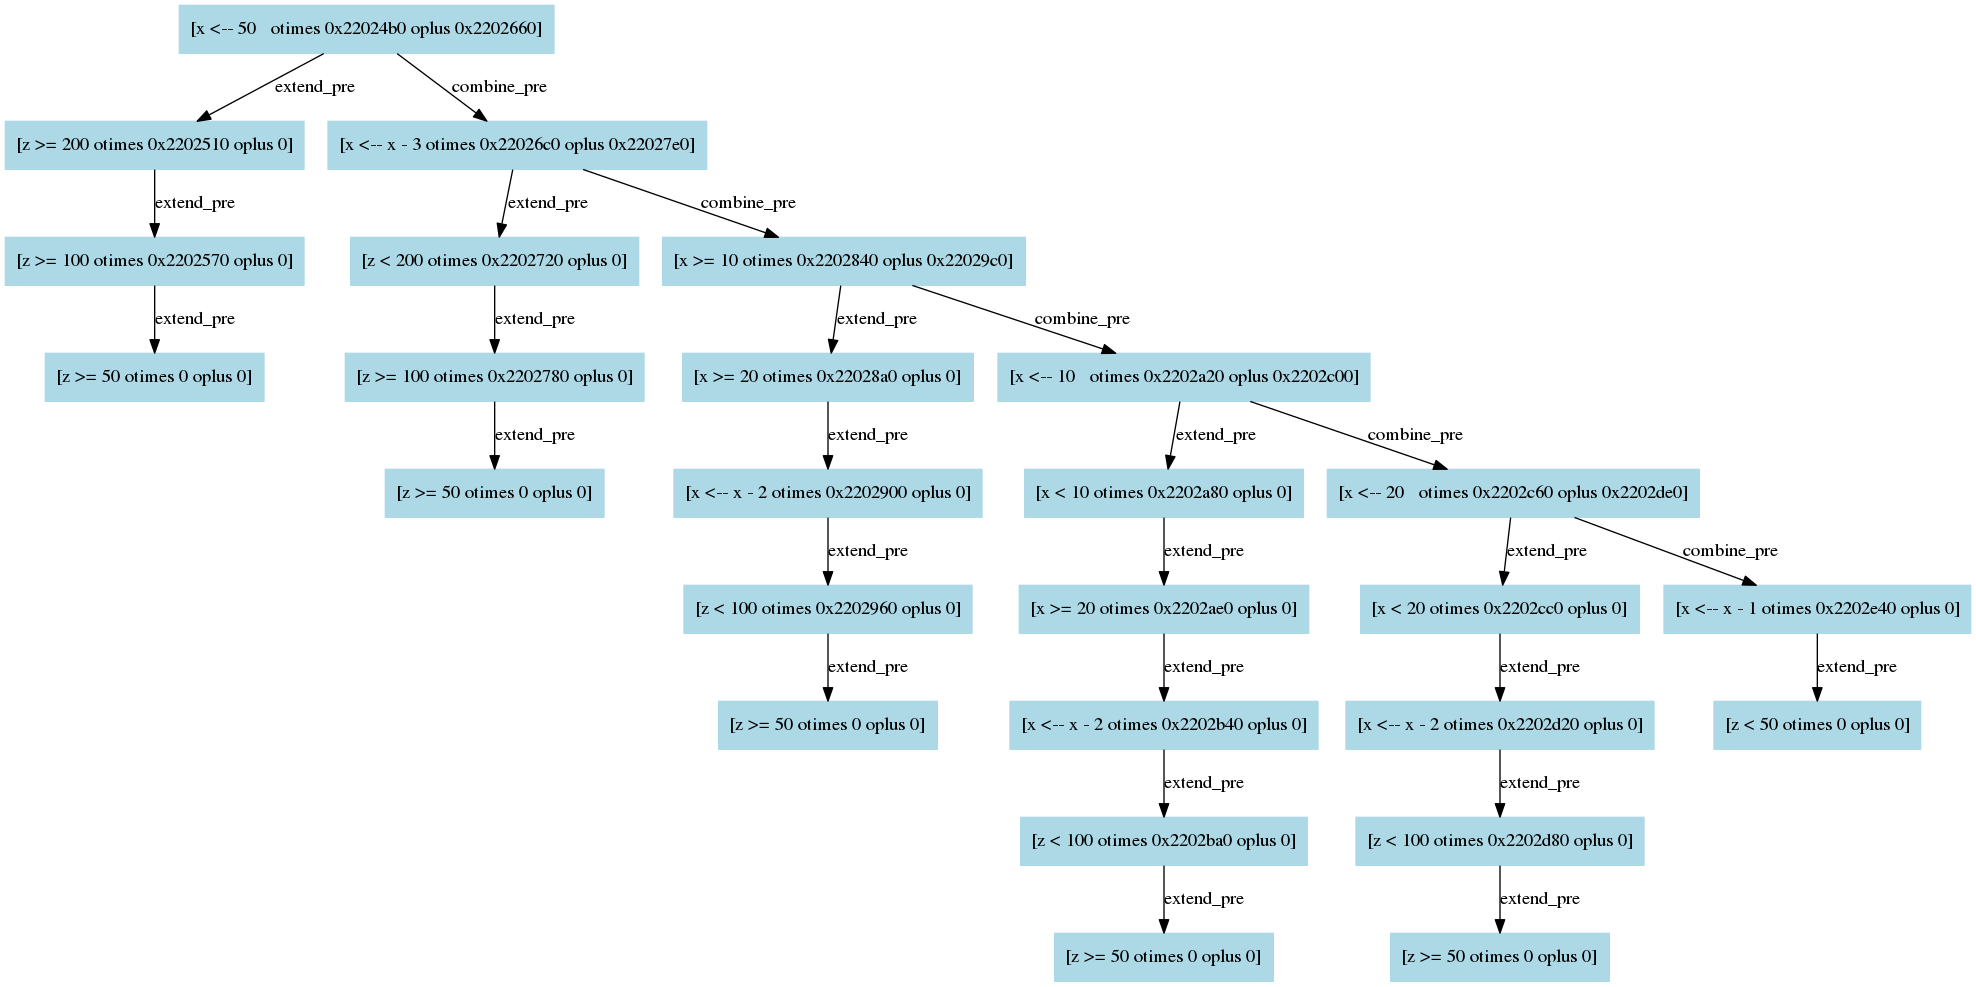 [x <-- 50   otimes 0x22024b0 oplus 0x2202660]
extend_pre
combine_pre
[z >= 200 otimes 0x2202510 oplus 0]
[x <-- x - 3 otimes 0x22026c0 oplus 0x22027e0]
extend_pre
extend_pre
combine_pre
[z >= 100 otimes 0x2202570 oplus 0]
[z < 200 otimes 0x2202720 oplus 0]
[x >= 10 otimes 0x2202840 oplus 0x22029c0]
extend_pre
extend_pre
extend_pre
combine_pre
[z >= 50 otimes 0 oplus 0]
[z >= 100 otimes 0x2202780 oplus 0]
[x >= 20 otimes 0x22028a0 oplus 0]
[x <-- 10   otimes 0x2202a20 oplus 0x2202c00]
extend_pre
extend_pre
extend_pre
combine_pre
[z >= 50 otimes 0 oplus 0]
[x <-- x - 2 otimes 0x2202900 oplus 0]
[x < 10 otimes 0x2202a80 oplus 0]
[x <-- 20   otimes 0x2202c60 oplus 0x2202de0]
extend_pre
extend_pre
extend_pre
combine_pre
[z < 100 otimes 0x2202960 oplus 0]
[x >= 20 otimes 0x2202ae0 oplus 0]
[x < 20 otimes 0x2202cc0 oplus 0]
[x <-- x - 1 otimes 0x2202e40 oplus 0]
extend_pre
extend_pre
extend_pre
extend_pre
[z >= 50 otimes 0 oplus 0]
[x <-- x - 2 otimes 0x2202b40 oplus 0]
[x <-- x - 2 otimes 0x2202d20 oplus 0]
[z < 50 otimes 0 oplus 0]
extend_pre
extend_pre
[z < 100 otimes 0x2202ba0 oplus 0]
[z < 100 otimes 0x2202d80 oplus 0]
extend_pre
extend_pre
[z >= 50 otimes 0 oplus 0]
[z >= 50 otimes 0 oplus 0]